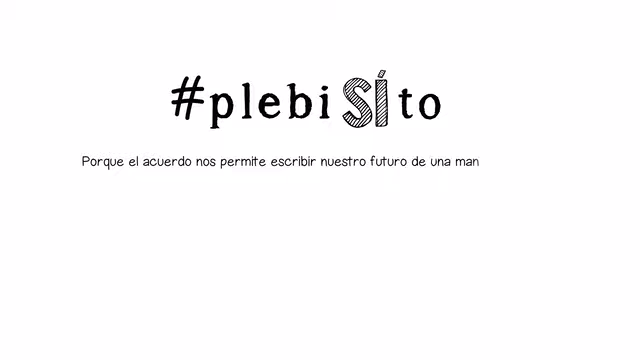 #plebiSÍto
Porque el acuerdo nos permite escribir nuestro futuro de una man